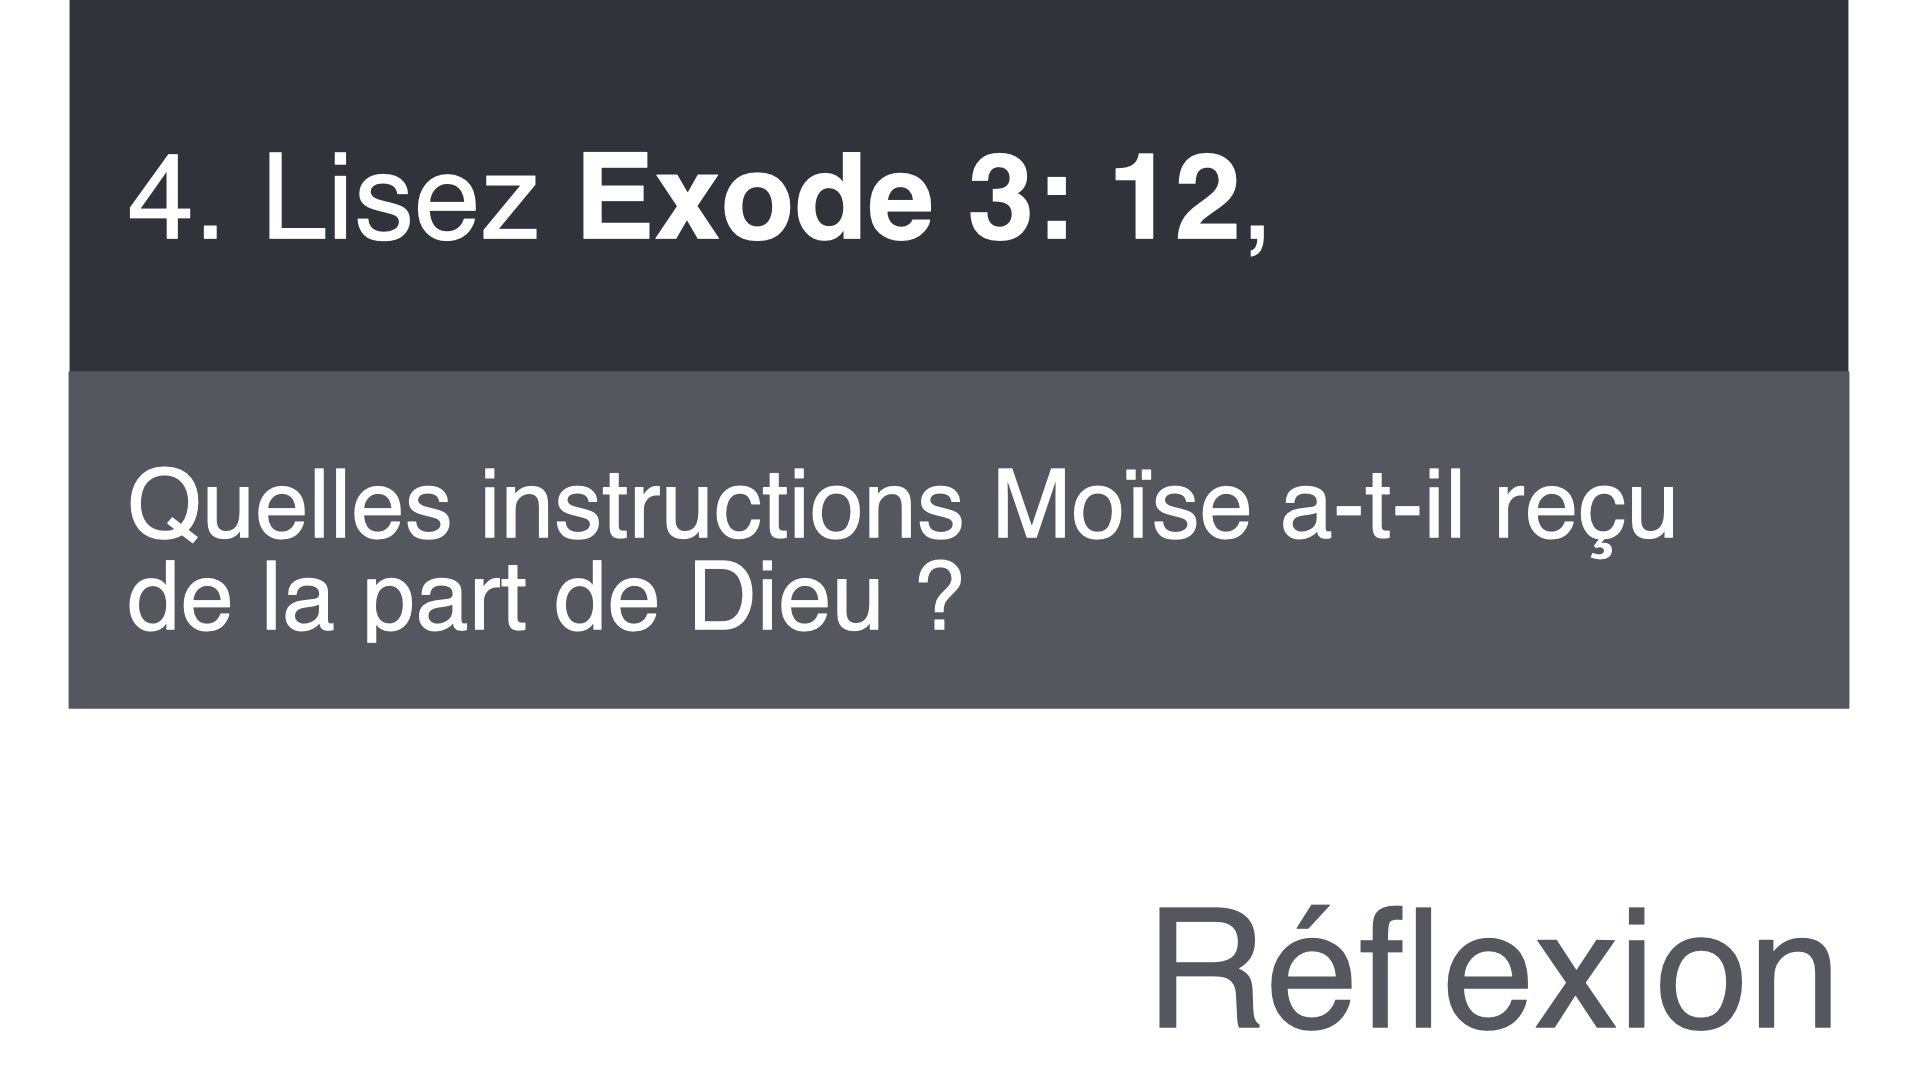 4. Lisez Exode 3: 12,
Quelles instructions Moïse a-t-il reçu
de la part de Dieu ?
Réflexion